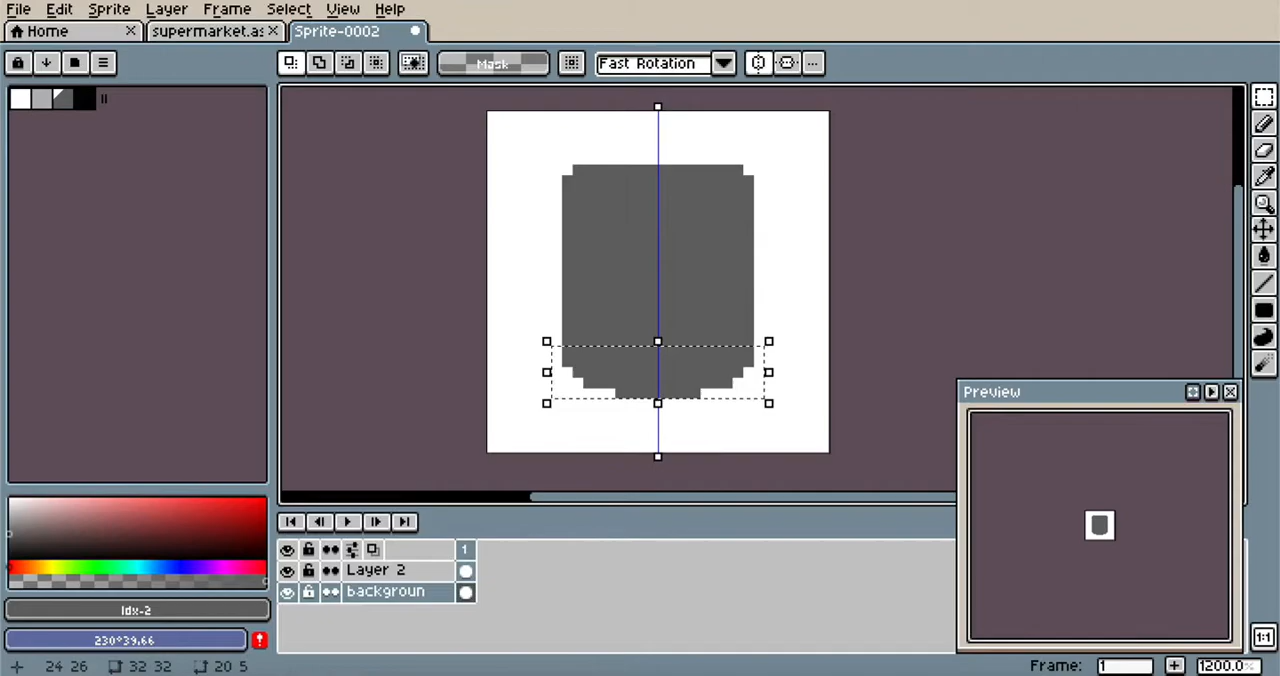 File Edit Sprite Layer Frame Select View Help
Home supermarket.as Sprite-0002
Mask Fast Rotation
Preview
1
Layer 2
backgroun
Idx-2
230°39.66
24 26 32 32 20 5 Frame: 1 1200.0%
1:1